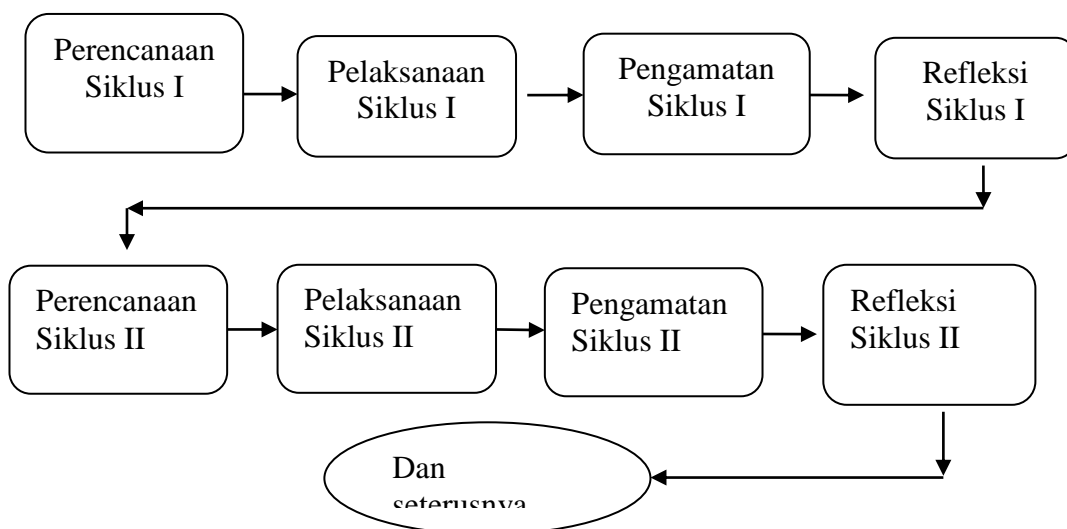 Perencanaan
Siklus I
Pelaksanaan
Siklus I
Pengamatan
Siklus I
Refleksi
Siklus I
Perencanaan
Siklus II
Pelaksanaan
Siklus II
Pengamatan
Siklus II
Refleksi
Siklus II
Dan
seterusnya